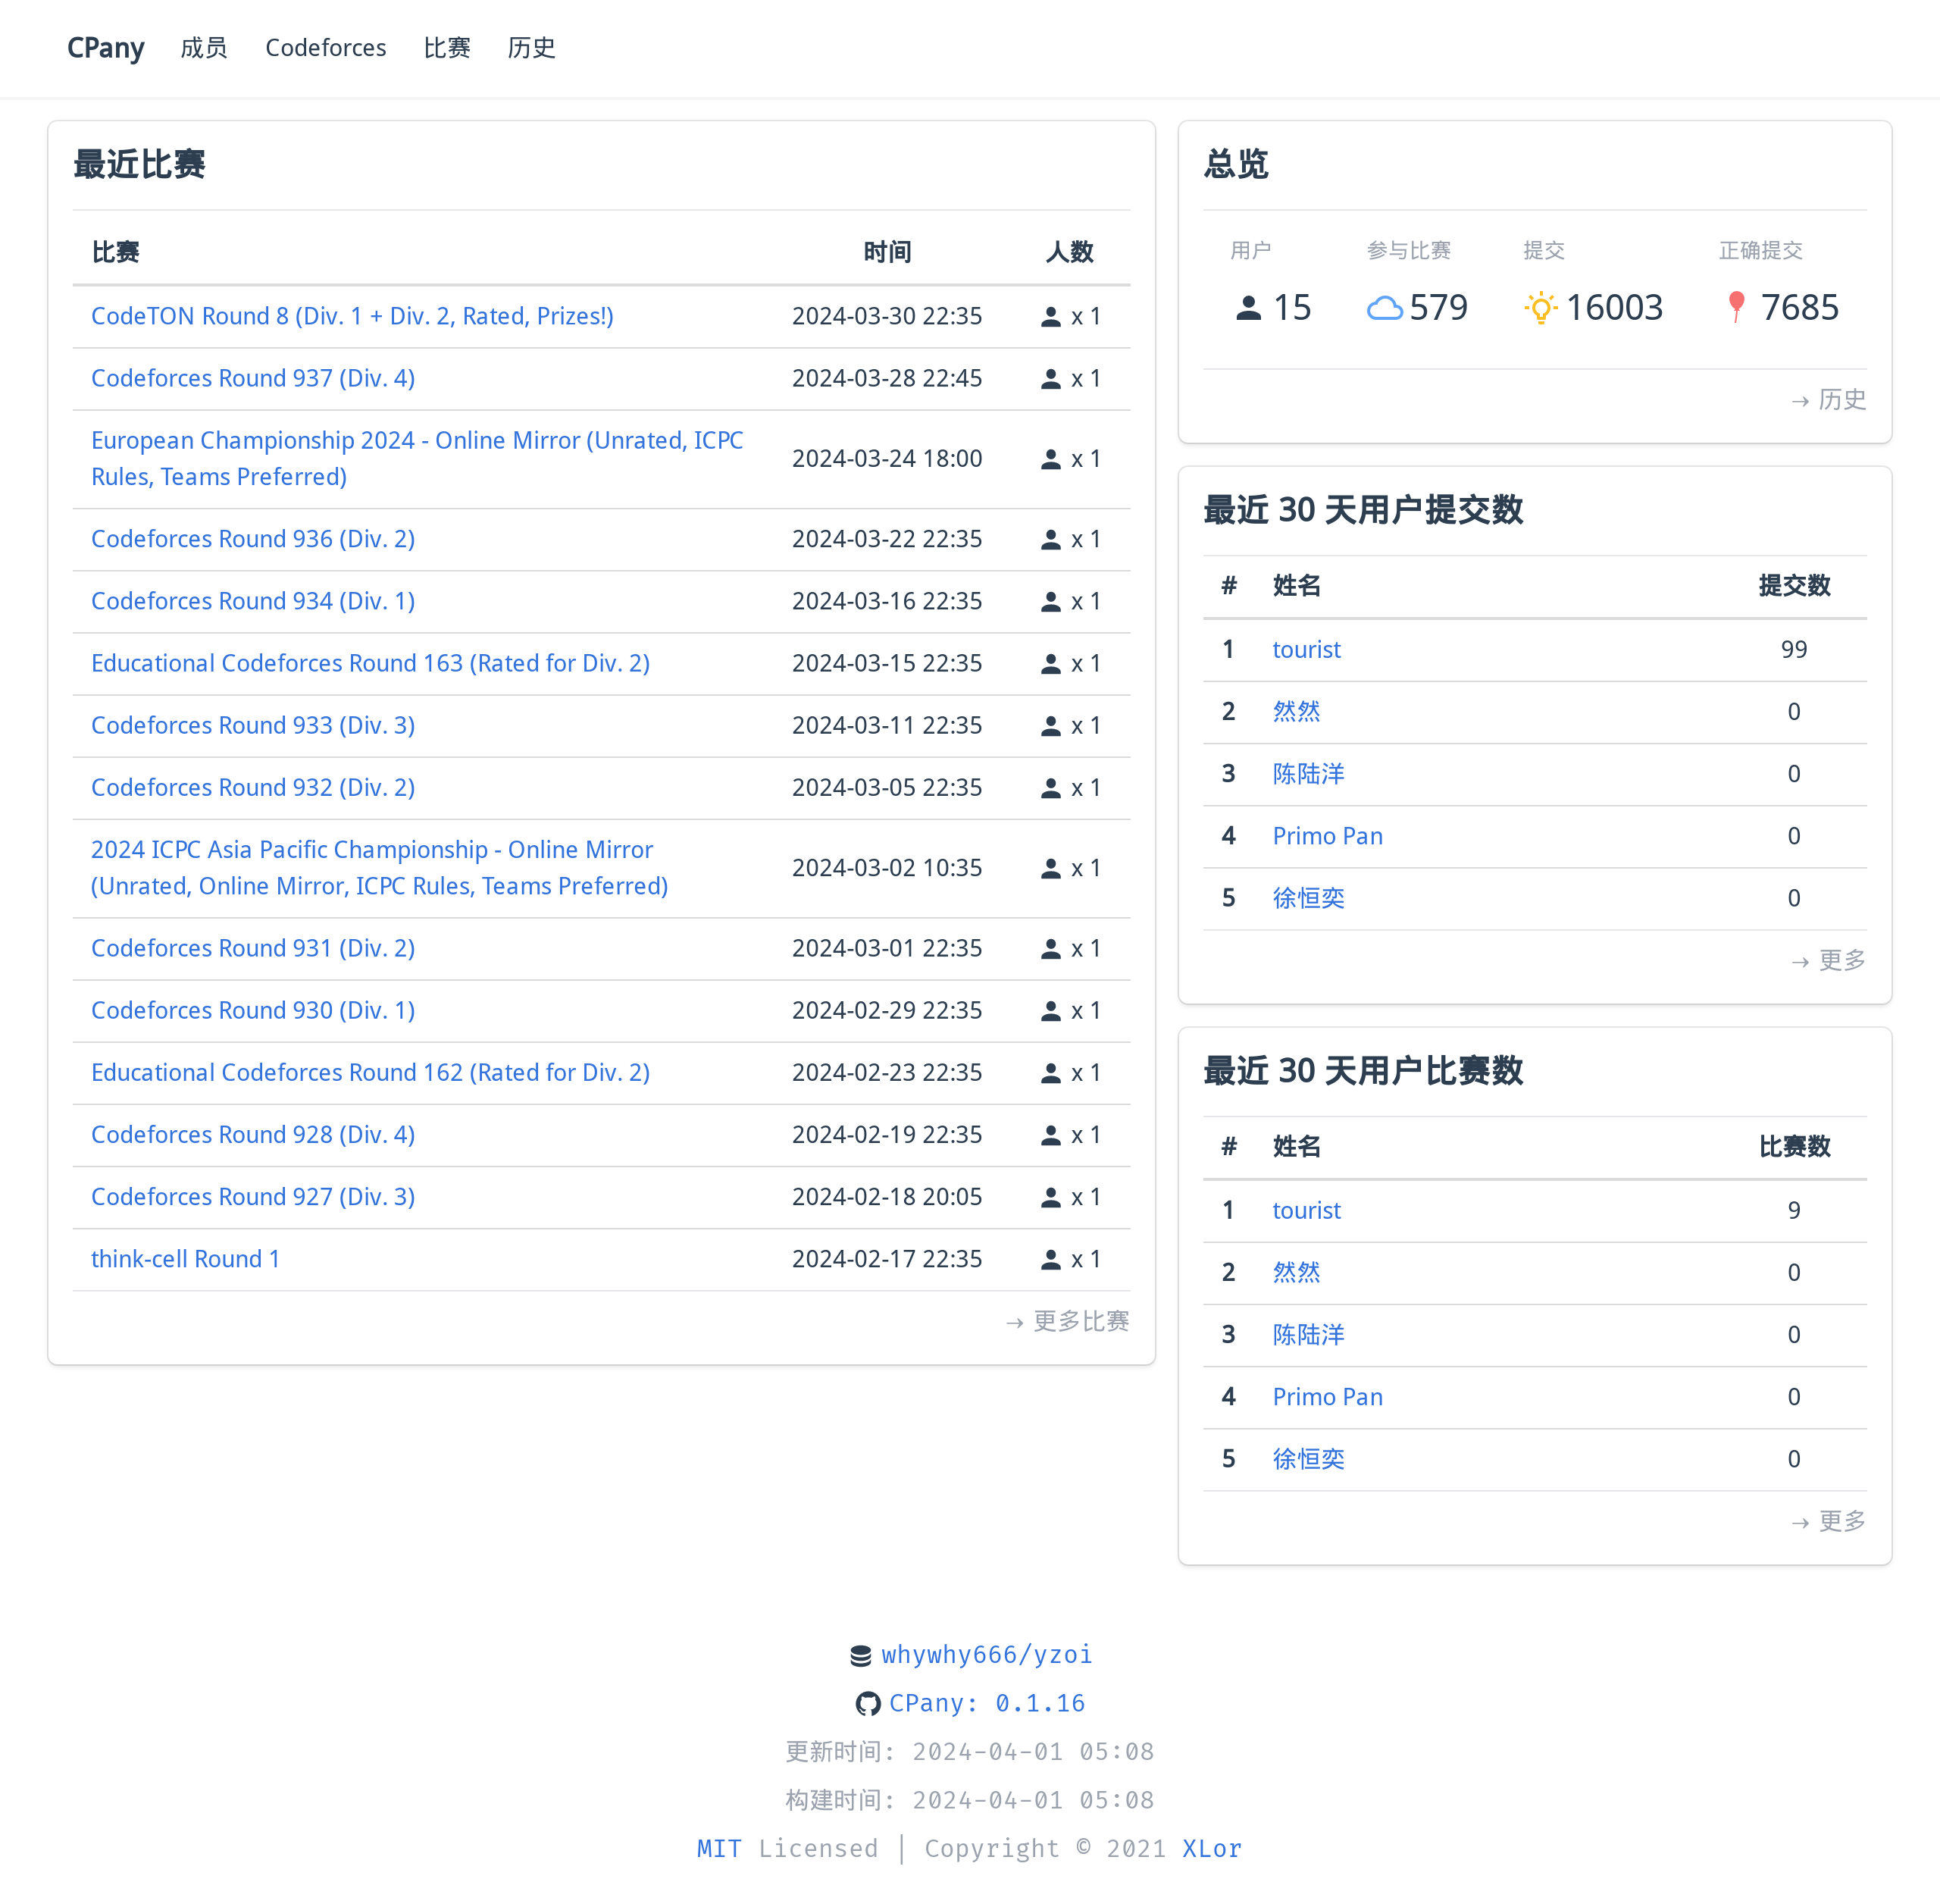 CPany 成员 Codeforces 比赛 历史
最近比赛
比赛 时间 人数
CodeTON Round 8 (Div. 1 + Div. 2, Rated, Prizes!) 2024-03-30 22:35 x 1
Codeforces Round 937 (Div. 4) 2024-03-28 22:45 x 1
European Championship 2024 - Online Mirror (Unrated, ICPC
Rules, Teams Preferred) 2024-03-24 18:00 x 1
Codeforces Round 936 (Div. 2) 2024-03-22 22:35 x 1
Codeforces Round 934 (Div. 1) 2024-03-16 22:35 x 1
Educational Codeforces Round 163 (Rated for Div. 2) 2024-03-15 22:35 x 1
Codeforces Round 933 (Div. 3) 2024-03-11 22:35 x 1
Codeforces Round 932 (Div. 2) 2024-03-05 22:35 x 1
2024 ICPC Asia Pacific Championship - Online Mirror
(Unrated, Online Mirror, ICPC Rules, Teams Preferred) 2024-03-02 10:35 x 1
Codeforces Round 931 (Div. 2) 2024-03-01 22:35 x 1
Codeforces Round 930 (Div. 1) 2024-02-29 22:35 x 1
Educational Codeforces Round 162 (Rated for Div. 2) 2024-02-23 22:35 x 1
Codeforces Round 928 (Div. 4) 2024-02-19 22:35 x 1
Codeforces Round 927 (Div. 3) 2024-02-18 20:05 x 1
think-cell Round 1 2024-02-17 22:35 x 1
→ 更多比赛
总览
用户 参与比赛 提交 正确提交
15 579 16003 7685
→ 历史
最近 30 天用户提交数
# 姓名 提交数
1 tourist 99
2 然然 0
3 陈陆洋 0
4 Primo Pan 0
5 徐恒奕 0
→ 更多
最近 30 天用户比赛数
# 姓名 比赛数
1 tourist 9
2 然然 0
3 陈陆洋 0
4 Primo Pan 0
5 徐恒奕 0
→ 更多
whywhy666/yzoi
CPany: 0.1.16
更新时间: 2024-04-01 05:08
构建时间: 2024-04-01 05:08
MIT Licensed | Copyright © 2021 XLor